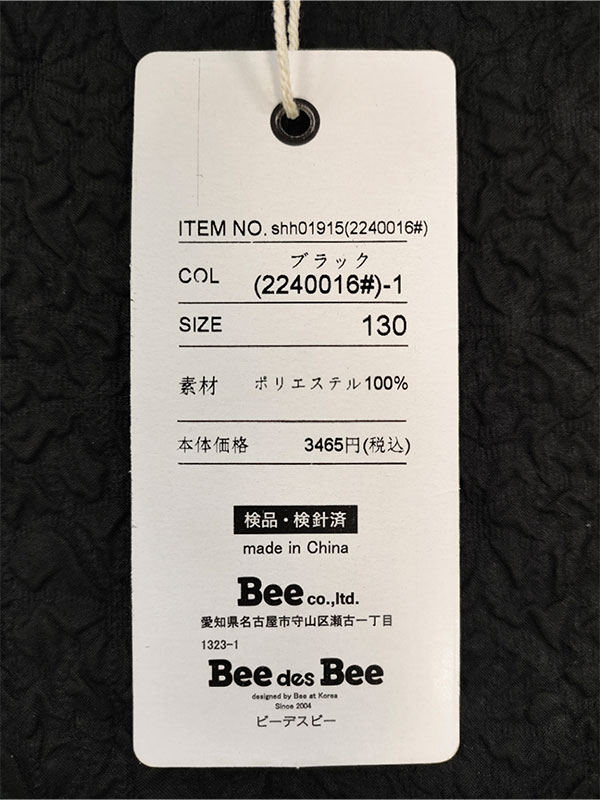 ITEM NO. shh01915(2240016#)
ブラック
COL (2240016#)-1
SIZE 130
素材 ポリエステル100%
本体価格 3465円(税込)
検品・検針済
made in China
Bee co.,ltd.
愛知県名古屋市守山区瀬古一丁目
1323-1
Bee des Bee
designed by Bee at Korea
Since 2004
ビーデスビー